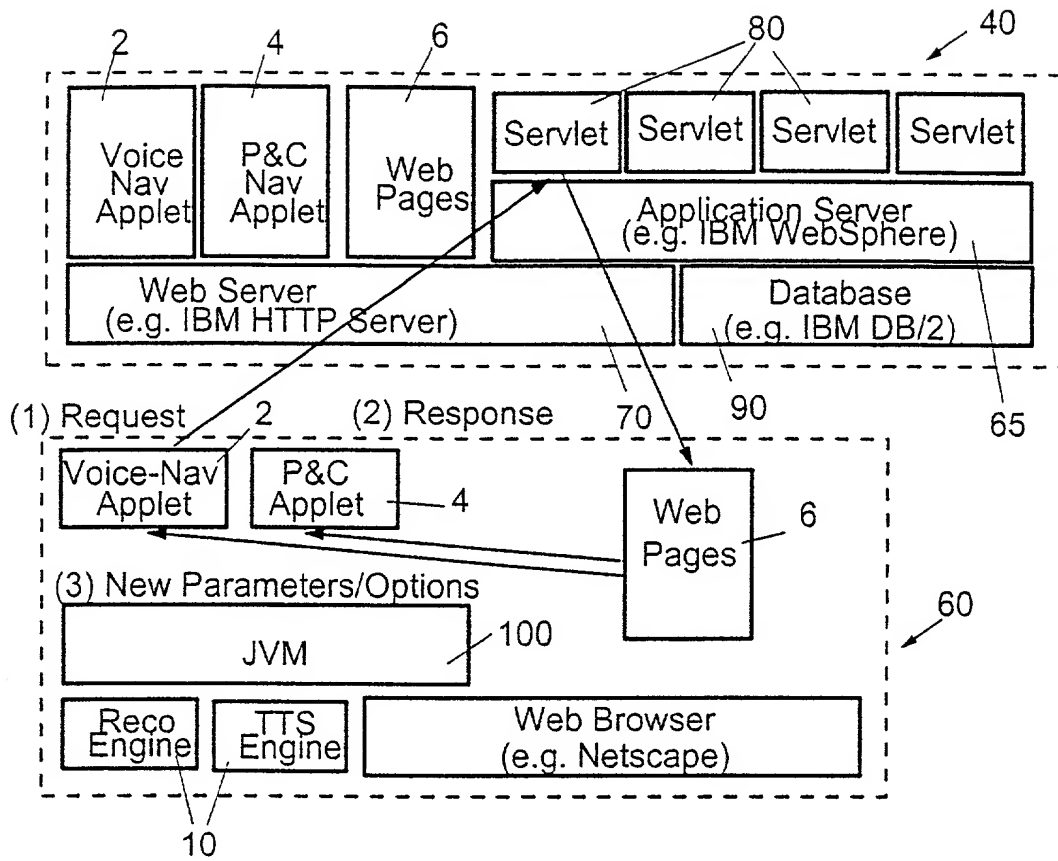 2
4
6
80
40
Voice
Nav
Applet
P&C
Nav
Applet
Web
Pages
Servlet
Servlet
Servlet
Servlet
Application Server
(e.g. IBM WebSphere)
Web Server
(e.g. IBM HTTP Server)
Database
(e.g. IBM DB/2)
70
90
65
(1) Request
(2) Response
2
Voice-Nav
Applet
P&C
Applet
4
Web
Pages
6
(3) New Parameters/Options
JVM
100
60
Reco
Engine
TTS
Engine
Web Browser
(e.g. Netscape)
10